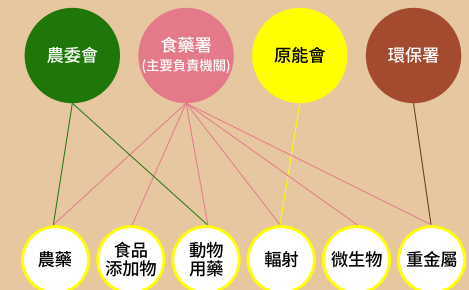 農委會
食藥署
(主要負責機關)
原能會
環保署
農藥
食品
添加物
動物
用藥
輻射
微生物
重金屬